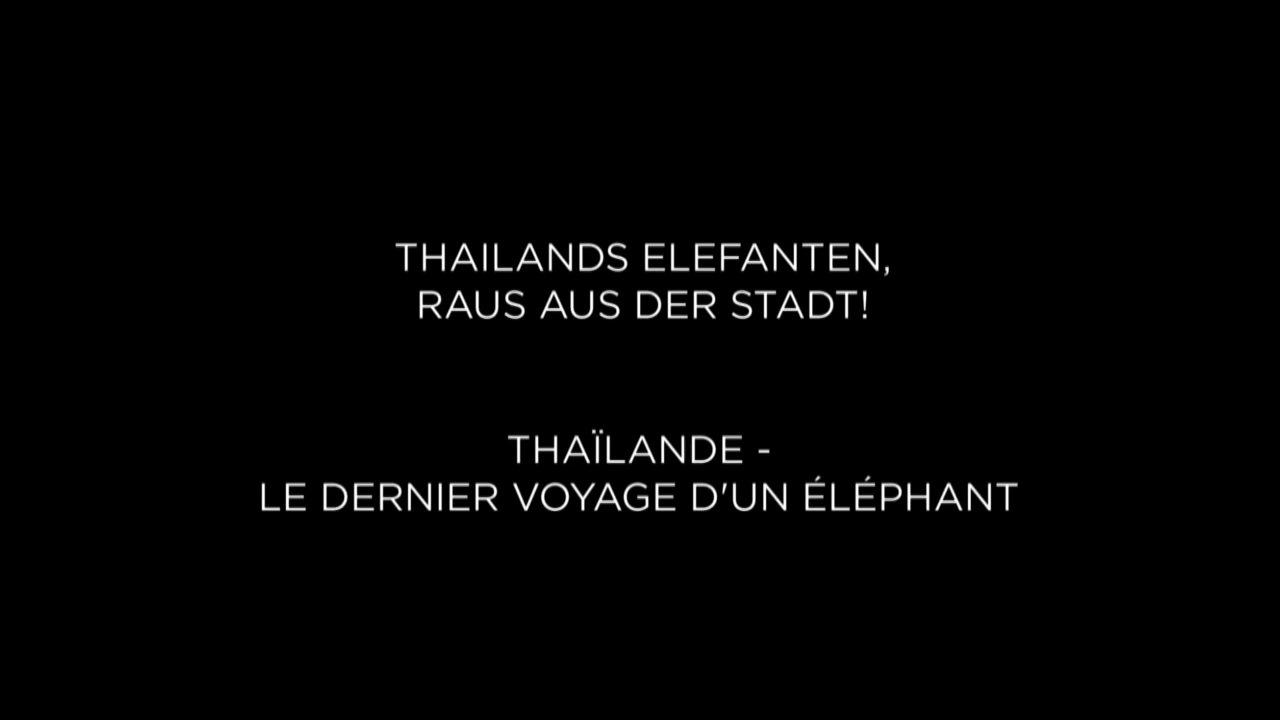 THAILANDS ELEFANTEN,
RAUS AUS DER STADT!
THAÏLANDE -
LE DERNIER VOYAGE D'UN ÉLÉPHANT